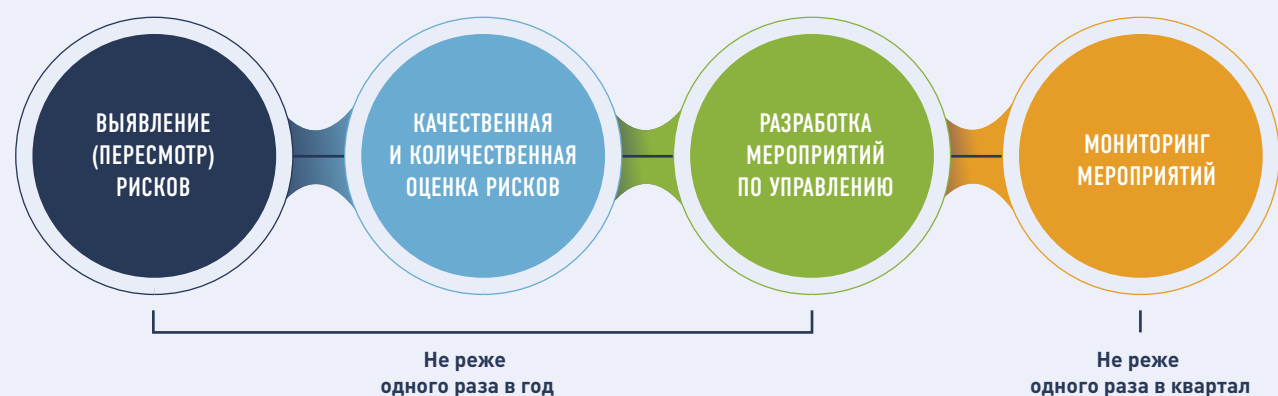 ВЫЯВЛЕНИЕ
(ПЕРЕСМОТР)
РИСКОВ
КАЧЕСТВЕННАЯ
И КОЛИЧЕСТВЕННАЯ
ОЦЕНКА РИСКОВ
РАЗРАБОТКА
МЕРОПРИЯТИЙ
ПО УПРАВЛЕНИЮ
МОНИТОРИНГ
МЕРОПРИЯТИЙ
Не реже
одного раза в год
Не реже
одного раза в квартал